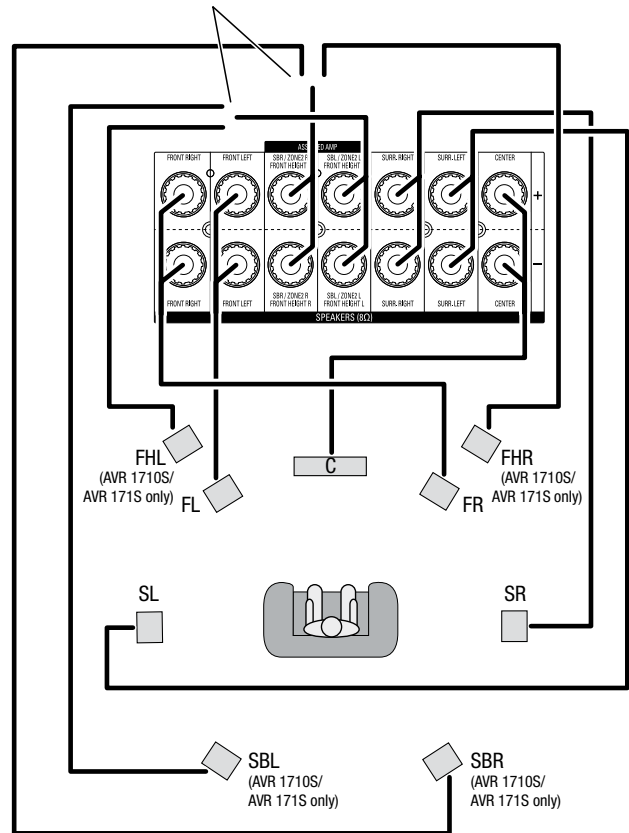 AMP
FRONT RIGHT
FRONT LEFT
SBR / ZONE2 R
FRONT HEIGHT
SBL / ZONE2 L
FRONT HEIGHT
SURR. RIGHT
SURR. LEFT
CENTER
+
–
FRONT RIGHT
FRONT LEFT
SBR / ZONE2 R
FRONT HEIGHT R
SBL / ZONE2 L
FRONT HEIGHT L
SURR. RIGHT
SURR. LEFT
CENTER
SPEAKERS (8Ω)
FHL
(AVR 1710S/
AVR 171S only)
FL
C
FR
FHR
(AVR 1710S/
AVR 171S only)
SL
SR
SBL
(AVR 1710S/
AVR 171S only)
SBR
(AVR 1710S/
AVR 171S only)